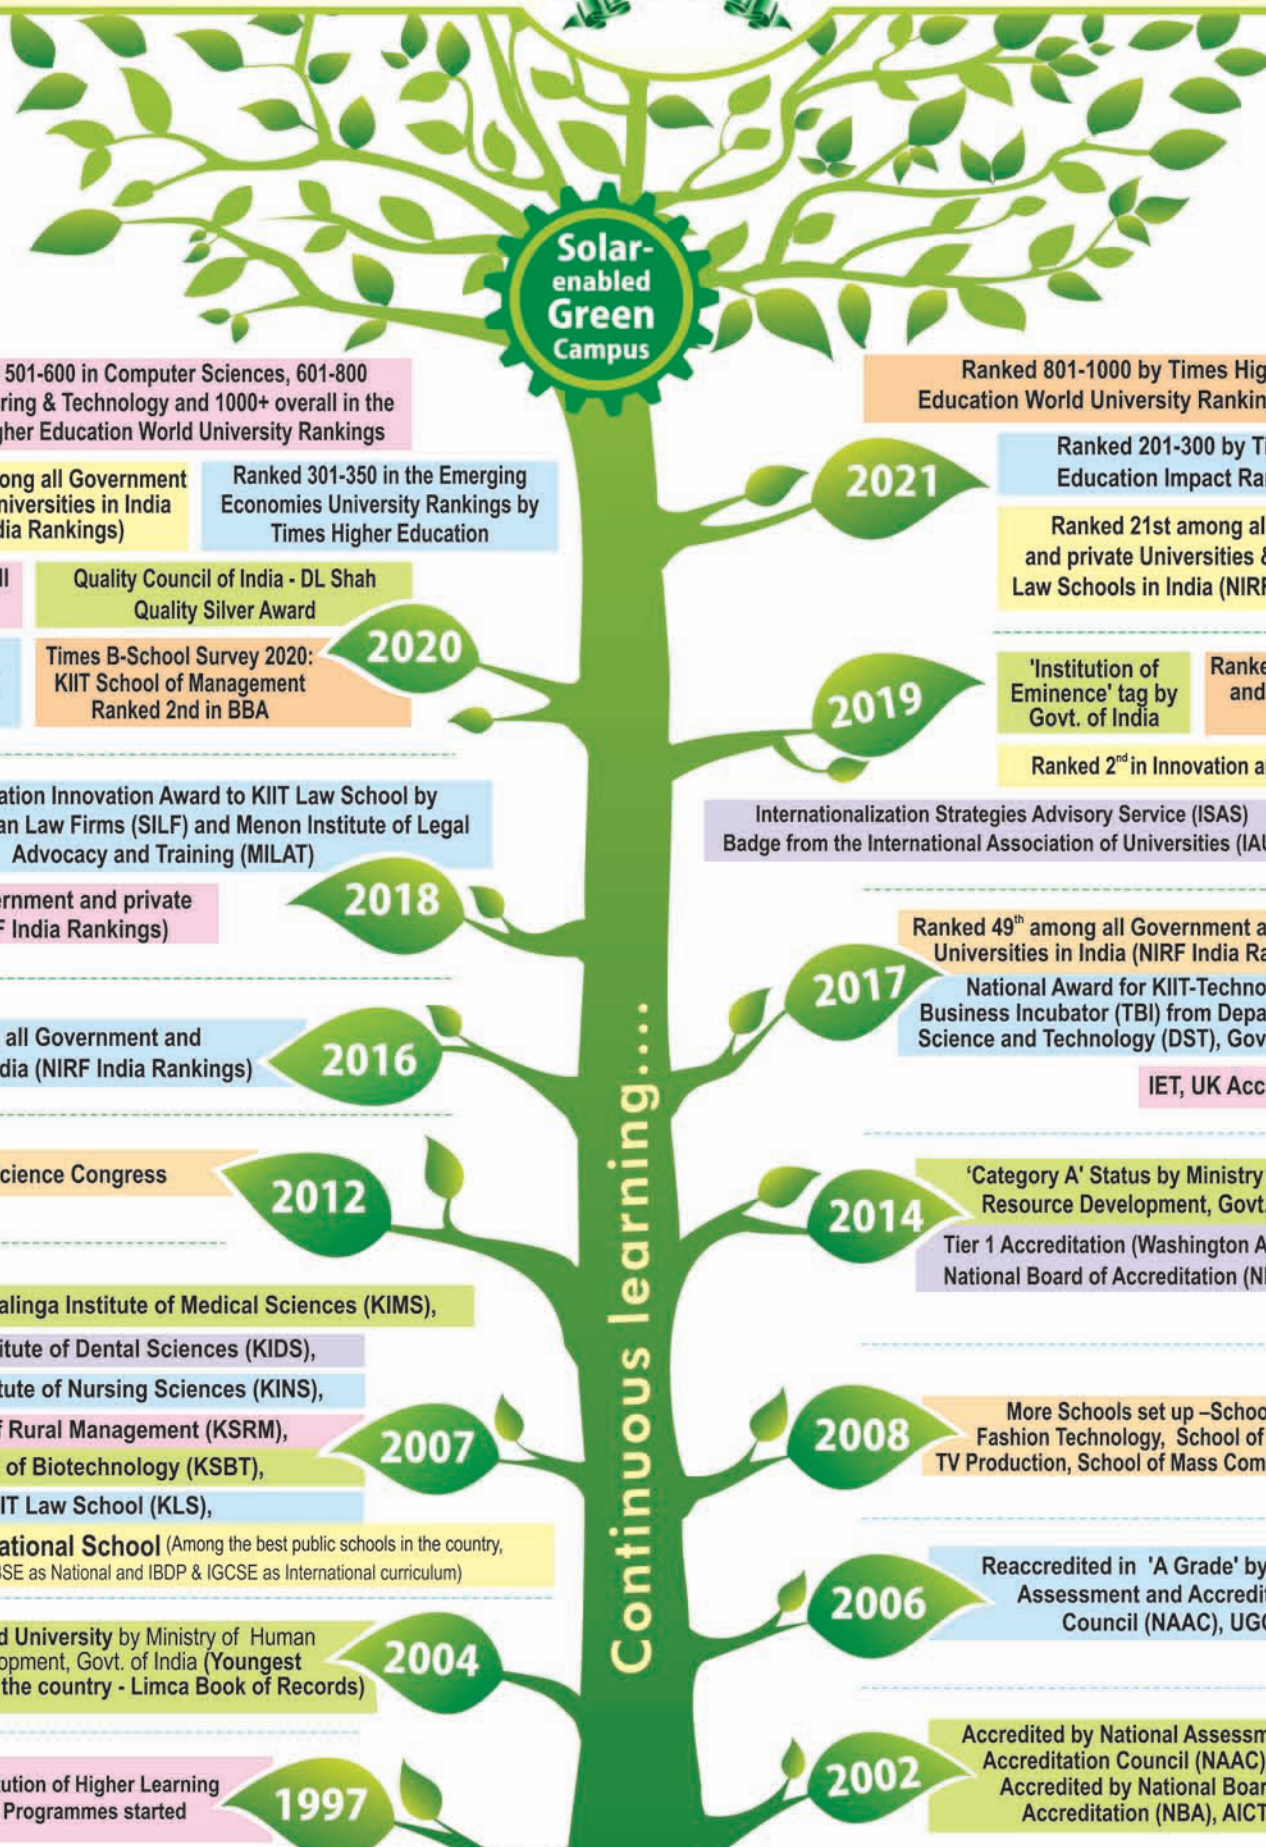 Solar-
enabled
Green
Campus
501-600 in Computer Sciences, 601-800
ring & Technology and 1000+ overall in the
gher Education World University Rankings
ong all Government
niversities in India
dia Rankings)
Ranked 301-350 in the Emerging
Economies University Rankings by
Times Higher Education
ll
Quality Council of India - DL Shah
Quality Silver Award
2020
Times B-School Survey 2020:
KIIT School of Management
Ranked 2nd in BBA
ation Innovation Award to KIIT Law School by
an Law Firms (SILF) and Menon Institute of Legal
Advocacy and Training (MILAT)
2018
ernment and private
F India Rankings)
all Government and
dia (NIRF India Rankings)
2016
cience Congress
2012
alinga Institute of Medical Sciences (KIMS),
titute of Dental Sciences (KIDS),
tute of Nursing Sciences (KINS),
f Rural Management (KSRM),
of Biotechnology (KSBT),
IT Law School (KLS),
ational School (Among the best public schools in the country,
BSE as National and IBDP & IGCSE as International curriculum)
2007
d University by Ministry of Human
opment, Govt. of India (Youngest
the country - Limca Book of Records)
2004
tution of Higher Learning
Programmes started
1997
Continuous learning....
Ranked 801-1000 by Times Hig
Education World University Rankin
2021
Ranked 201-300 by Ti
Education Impact Ra
Ranked 21st among al
and private Universities &
Law Schools in India (NIRF
2019
'Institution of
Eminence' tag by
Govt. of India
Ranke
and
Ranked 2nd in Innovation a
Internationalization Strategies Advisory Service (ISAS)
Badge from the International Association of Universities (IAU
2017
Ranked 49th among all Government a
Universities in India (NIRF India Ra
National Award for KIIT-Techno
Business Incubator (TBI) from Depa
Science and Technology (DST), Gov
IET, UK Acc
2014
‘Category A' Status by Ministry
Resource Development, Govt.
Tier 1 Accreditation (Washington A
National Board of Accreditation (N
2008
More Schools set up –Schoo
Fashion Technology, School of
TV Production, School of Mass Com
2006
Reaccredited in 'A Grade' by
Assessment and Accredit
Council (NAAC), UGC
2002
Accredited by National Assessm
Accreditation Council (NAAC)
Accredited by National Boar
Accreditation (NBA), AICT